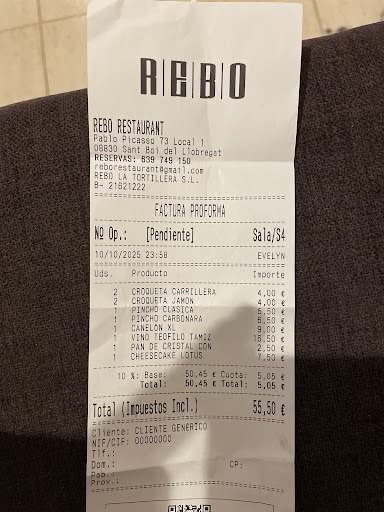 REBO
REBO RESTAURANT
Pablo Picasso 73 Local 1
08830 Sant Boi del Llobregat
RESERVAS: 639 749 150
reborestaurant@gmail.com
REBO LA TORTILLERA S.L.
B- 21621222
FACTURA PROFORMA
Nº Op.: [Pendiente] Sala/S4
10/10/2025 23:58 EVELYN
Uds. Producto Importe
2 CROQUETA CARRILLERA 4,00 €
2 CROQUETA JAMON 4,00 €
1 PINCHO CLASICA 5,50 €
1 PINCHO CARBONARA 6,50 €
1 CANELON XL 9,00 €
1 VINO TEOFILO TAMIZ 16,50 €
1 PAN DE CRISTAL CON 2,50 €
1 CHEESECAKE LOTUS 7,50 €
10 %: Base: 50,45 € Cuota: 5,05 €
Total: 50,45 € Total: 5,05 €
Total (Impuestos Incl.) 55,50 €
Cliente: CLIENTE GENERICO
NIF/CIF: 00000000
Tlf.:
Dom.: CP:
Pob.:
Prov.: